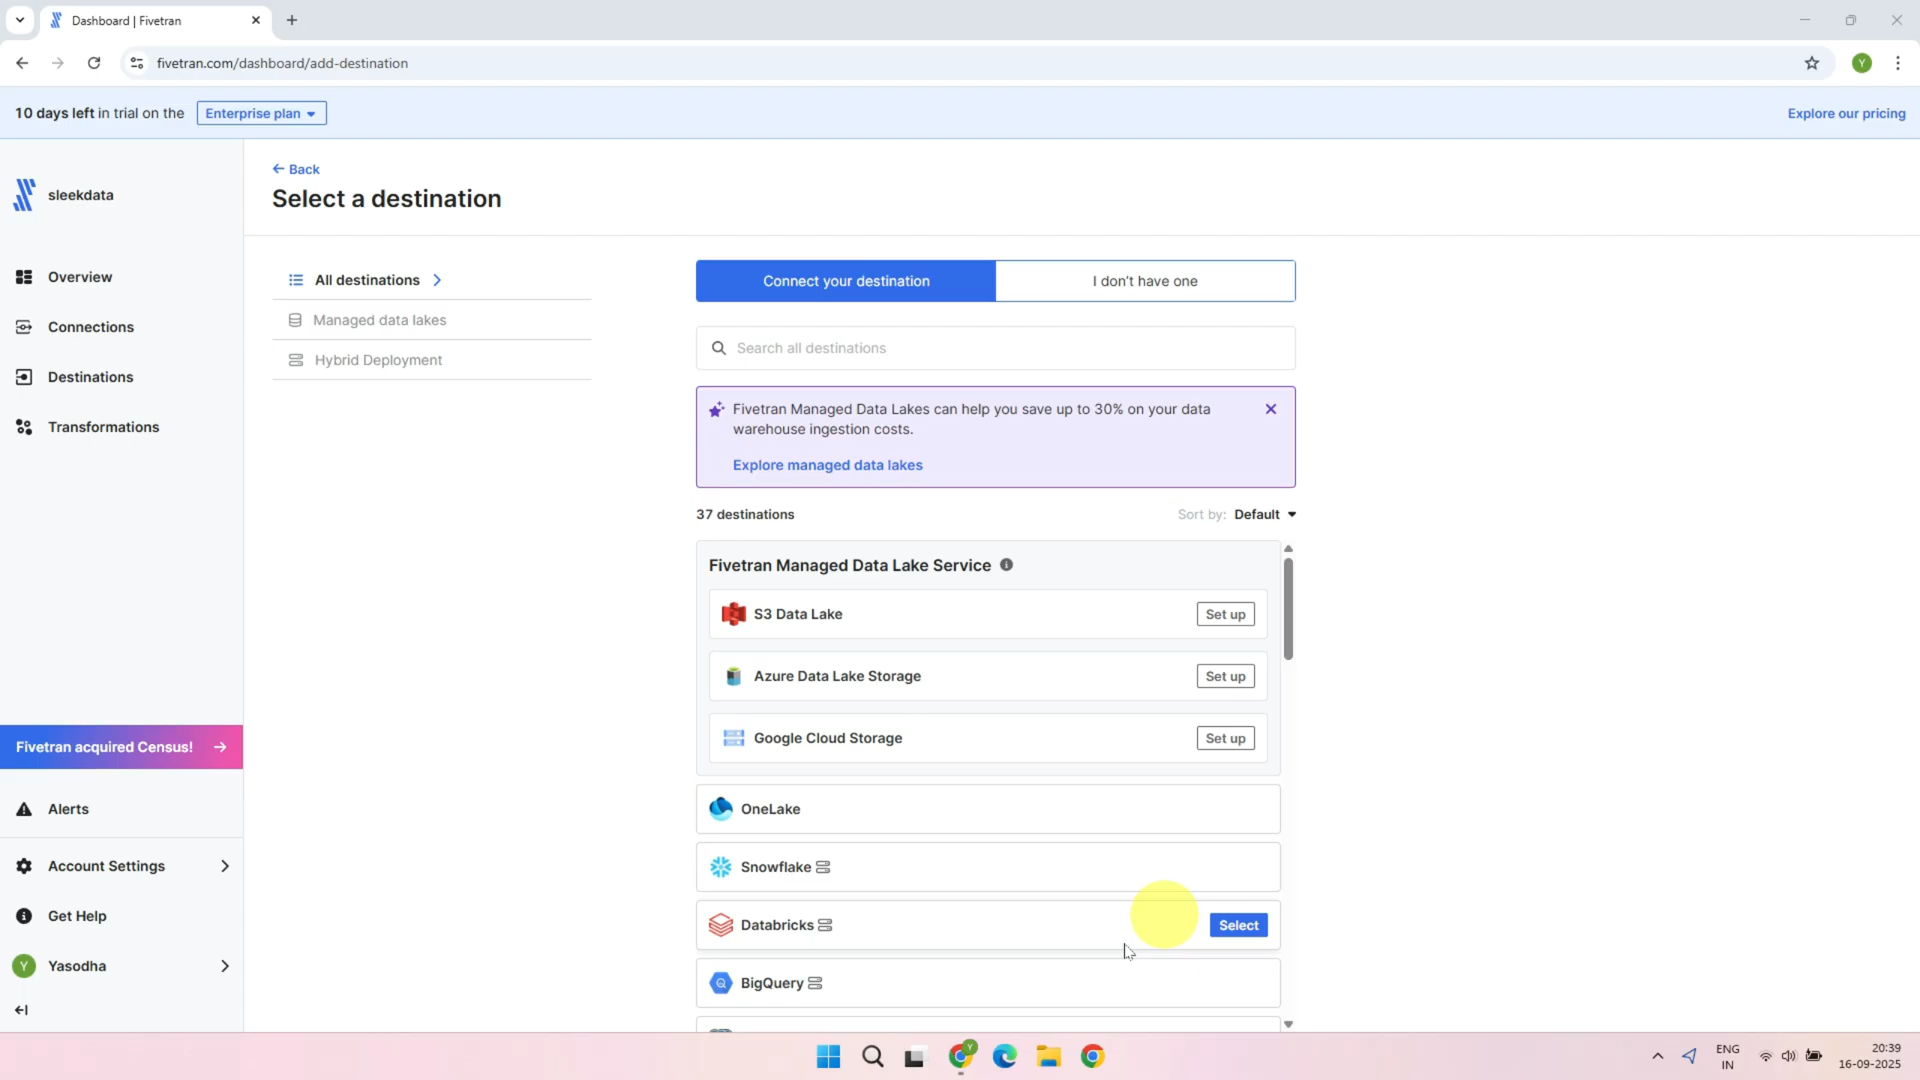 Dashboard | Fivetran
fivetran.com/dashboard/add-destination
10 days left in trial on the Enterprise plan
Explore our pricing
sleekdata
Overview
Connections
Destinations
Transformations
Fivetran acquired Census!
Alerts
Account Settings
Get Help
Y Yasodha
Back
Select a destination
All destinations
Managed data lakes
Hybrid Deployment
Connect your destination
I don't have one
Search all destinations
Fivetran Managed Data Lakes can help you save up to 30% on your data
warehouse ingestion costs.
Explore managed data lakes
37 destinations
Sort by: Default
Fivetran Managed Data Lake Service
S3 Data Lake
Set up
Azure Data Lake Storage
Set up
Google Cloud Storage
Set up
OneLake
Snowflake
Databricks
Select
BigQuery
Y
Y
ENG
IN
20:39
16-09-2025